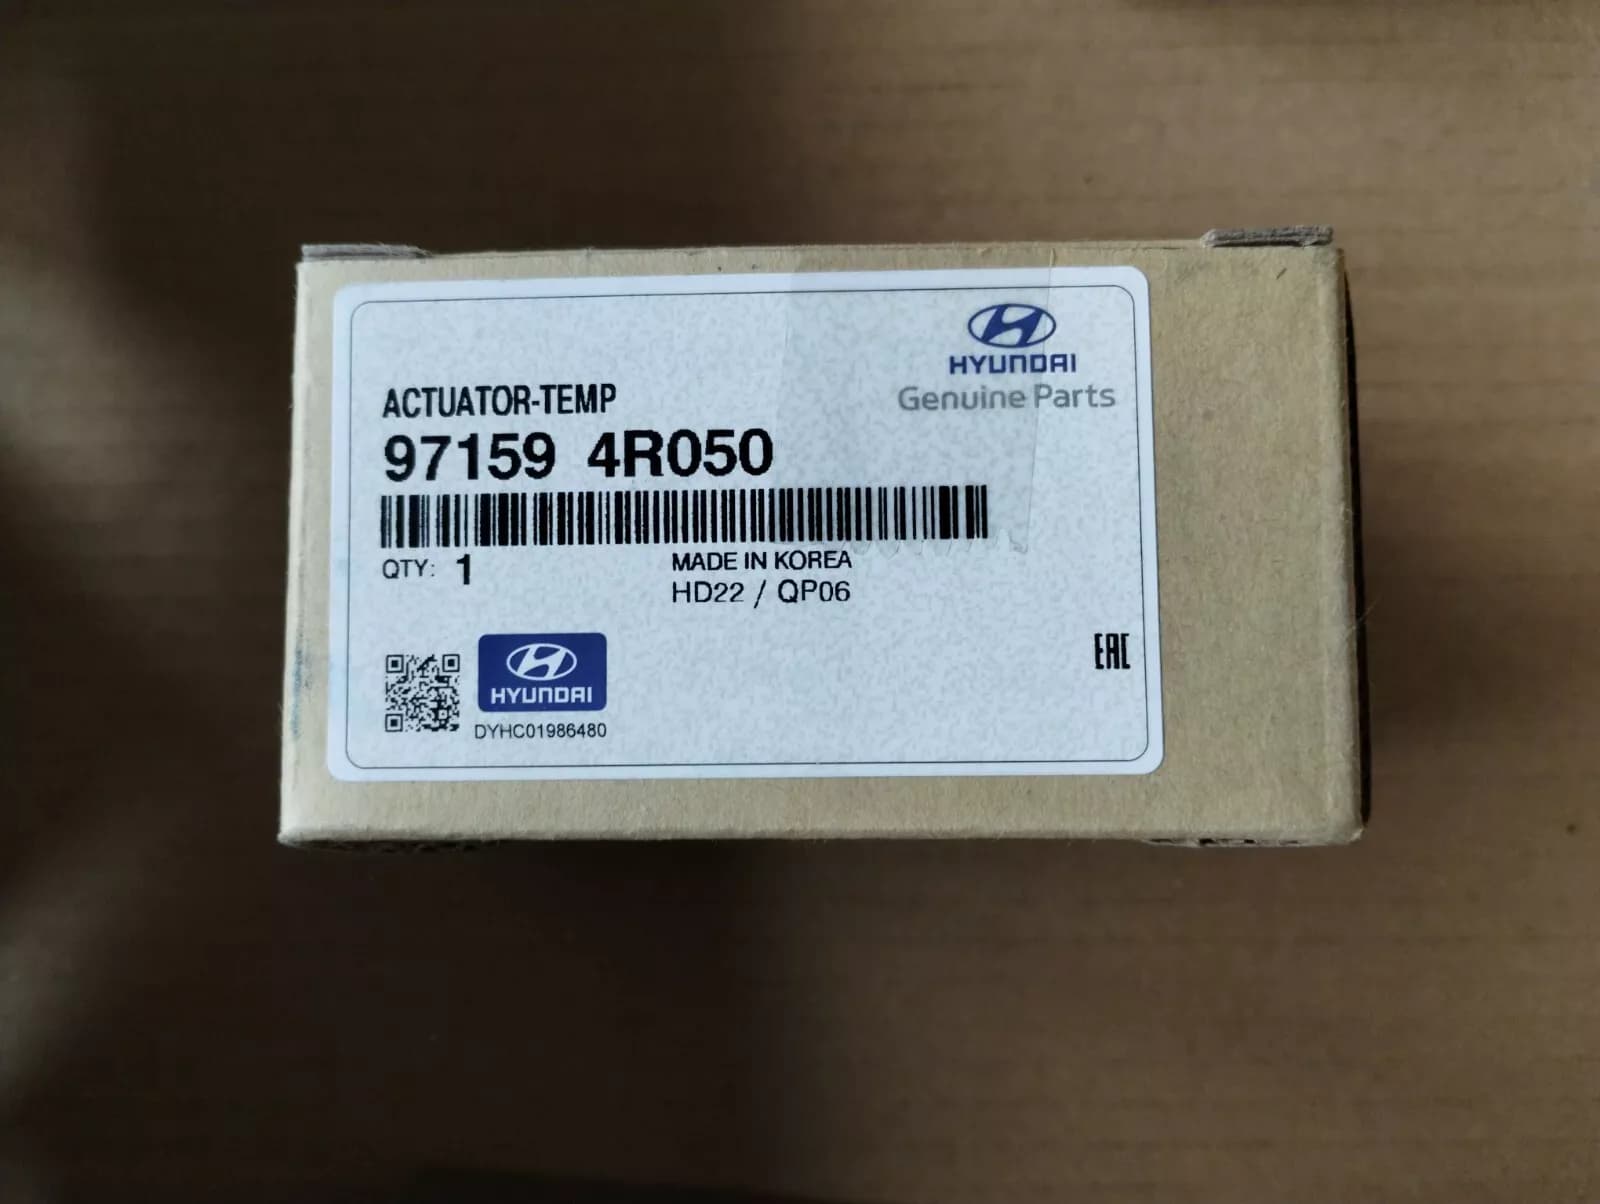 HYUNDAI
Genuine Parts
ACTUATOR-TEMP
97159 4R050
QTY: 1
MADE IN KOREA
HD22 / QP06
EAC
HYUNDAI
DYHC01986480